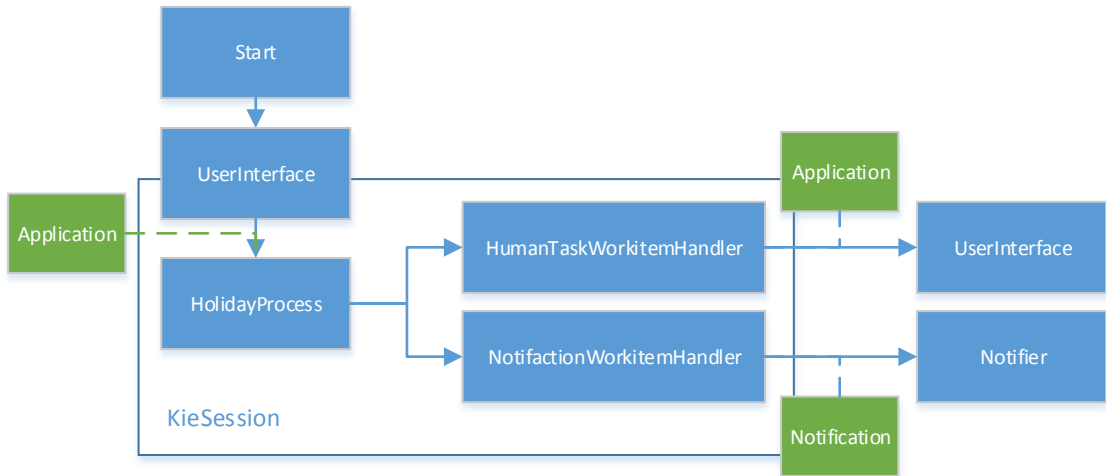 Start
UserInterface
Application
Application
HumanTaskWorkitemHandler
UserInterface
HolidayProcess
NotifactionWorkitemHandler
Notifier
KieSession
Notification